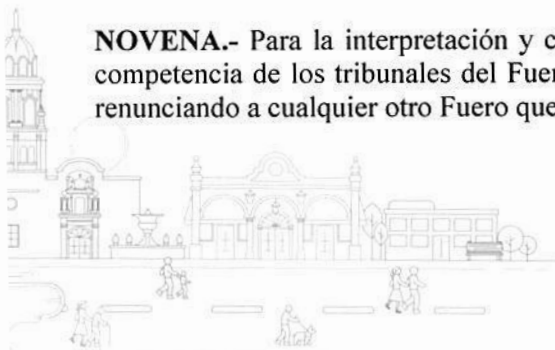 NOVENA.- Para la interpretación y c
competencia de los tribunales del Fuer
renunciando a cualquier otro Fuero que